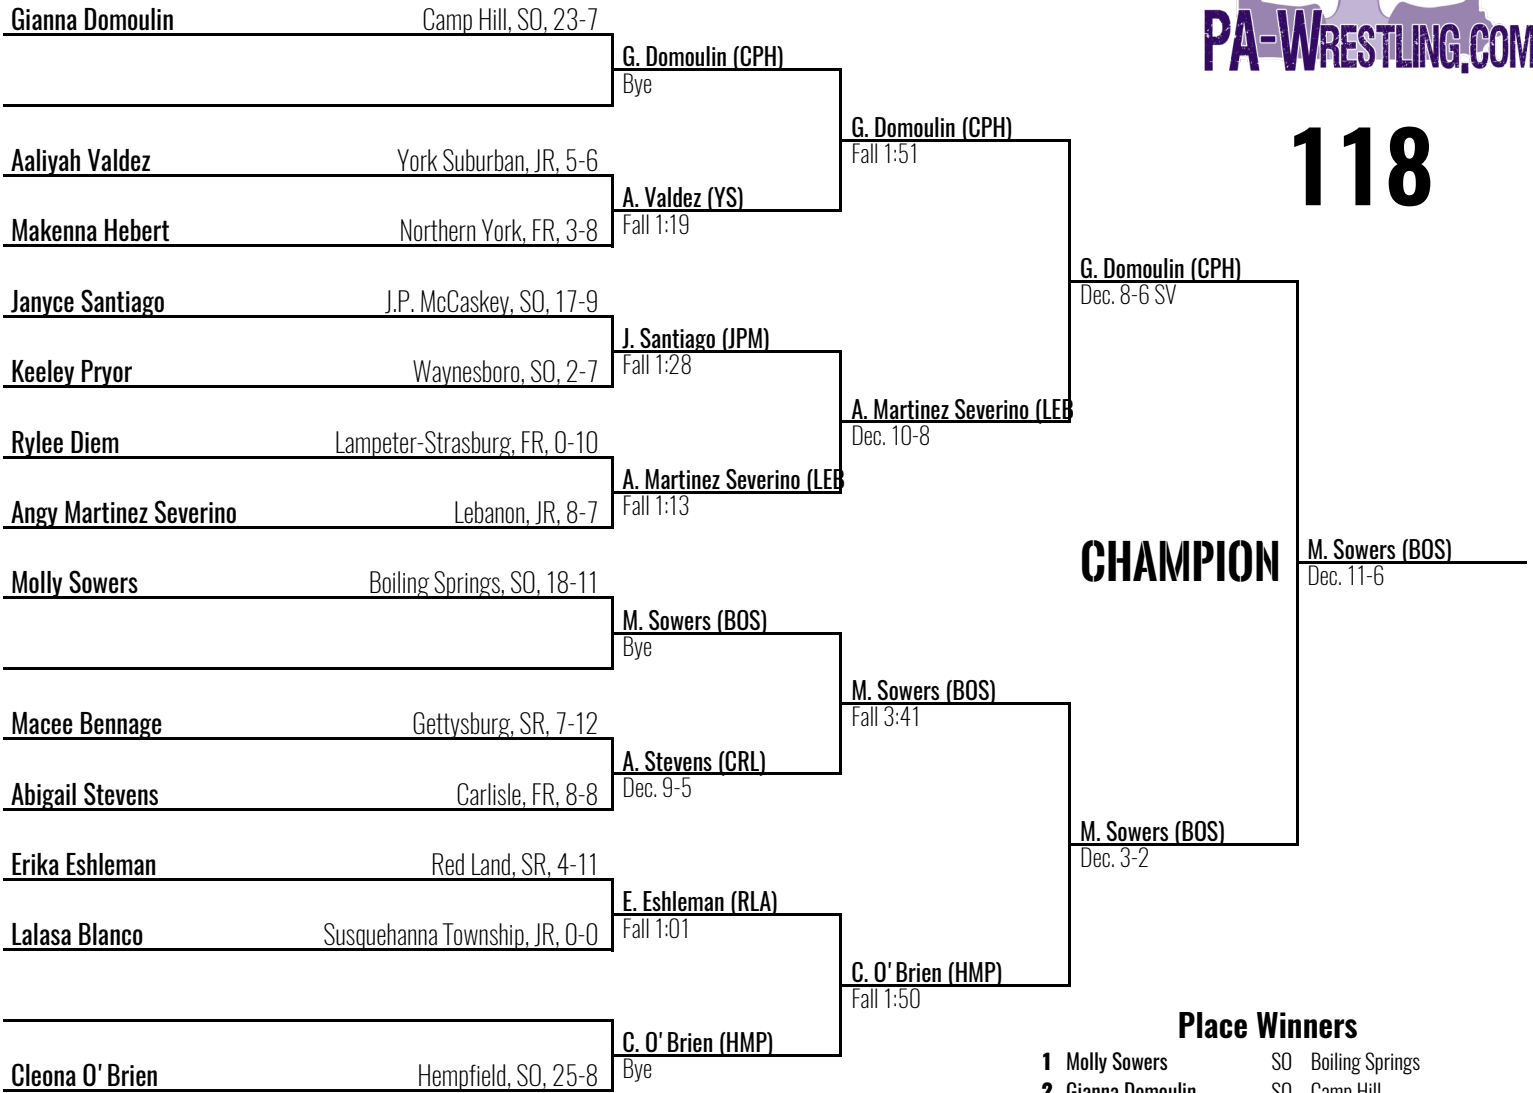 PA-WRESTLING.COM
118
Gianna Domoulin Camp Hill, SO, 23-7
G. Domoulin (CPH)
Bye
Aaliyah Valdez York Suburban, JR, 5-6
Makenna Hebert Northern York, FR, 3-8
A. Valdez (YS)
Fall 1:19
G. Domoulin (CPH)
Fall 1:51
Janyce Santiago J.P. McCaskey, SO, 17-9
Keeley Pryor Waynesboro, SO, 2-7
J. Santiago (JPM)
Fall 1:28
Rylee Diem Lampeter-Strasburg, FR, 0-10
Angy Martinez Severino Lebanon, JR, 8-7
A. Martinez Severino (LEB
Fall 1:13
A. Martinez Severino (LEB
Dec. 10-8
G. Domoulin (CPH)
Dec. 8-6 SV
Molly Sowers Boiling Springs, SO, 18-11
M. Sowers (BOS)
Bye
Macee Bennage Gettysburg, SR, 7-12
Abigail Stevens Carlisle, FR, 8-8
A. Stevens (CRL)
Dec. 9-5
M. Sowers (BOS)
Fall 3:41
Erika Eshleman Red Land, SR, 4-11
Lalasa Blanco Susquehanna Township, JR, 0-0
E. Eshleman (RLA)
Fall 1:01
Cleona O'Brien Hempfield, SO, 25-8
C. O'Brien (HMP)
Bye
C. O'Brien (HMP)
Fall 1:50
M. Sowers (BOS)
Dec. 3-2
CHAMPION
M. Sowers (BOS)
Dec. 11-6
Place Winners
1 Molly Sowers SO Boiling Springs
2 Gianna Domoulin SO Camp Hill